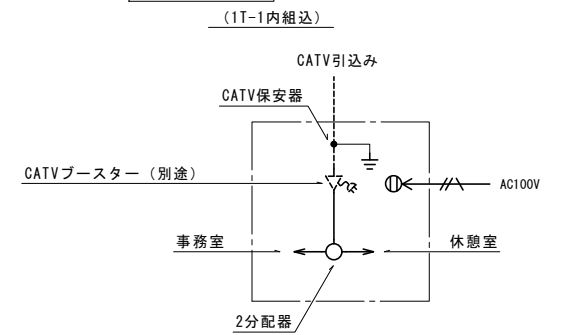 (1T-1内組込)
CATV引込み
CATV保安器
CATVブースター（別途）
AC100V
事務室
休憩室
2分配器